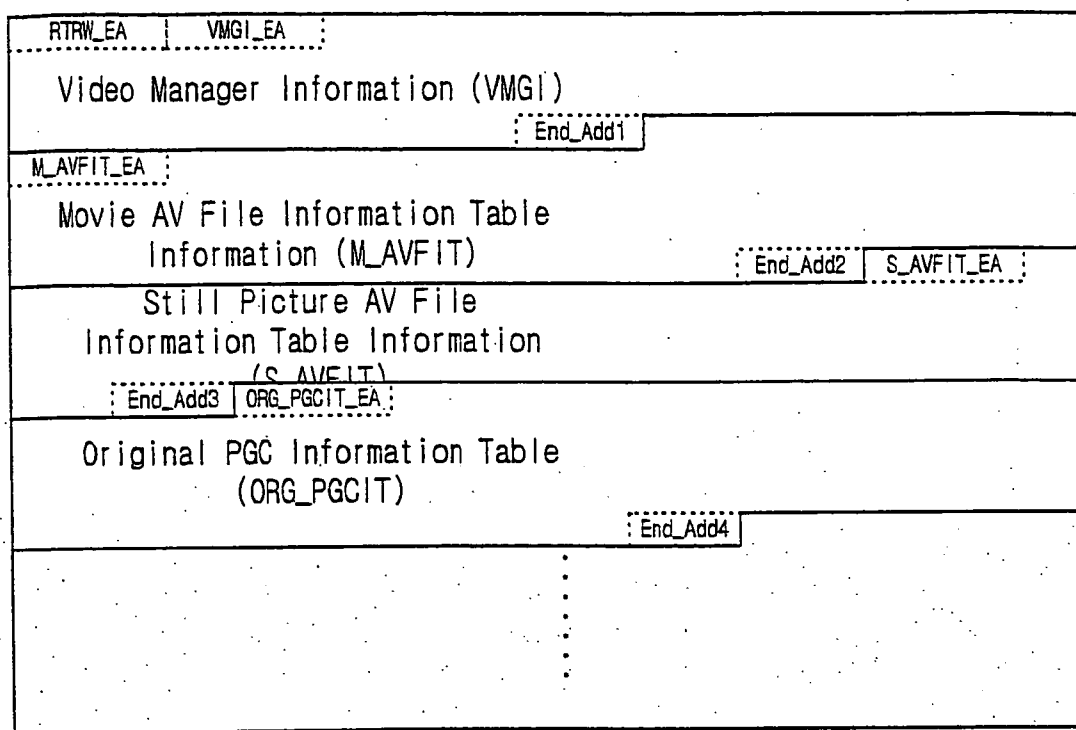 RTRW_EA VMGI_EA
Video Manager Information (VMGI)
End_Add1
M_AVFIT_EA
Movie AV File Information Table
Information (M_AVFIT)
End_Add2 S_AVFIT_EA
Still Picture AV File
Information Table Information
(S_AVFIT)
End_Add3 ORG_PGCIT_EA
Original PGC Information Table
(ORG_PGCIT)
End_Add4